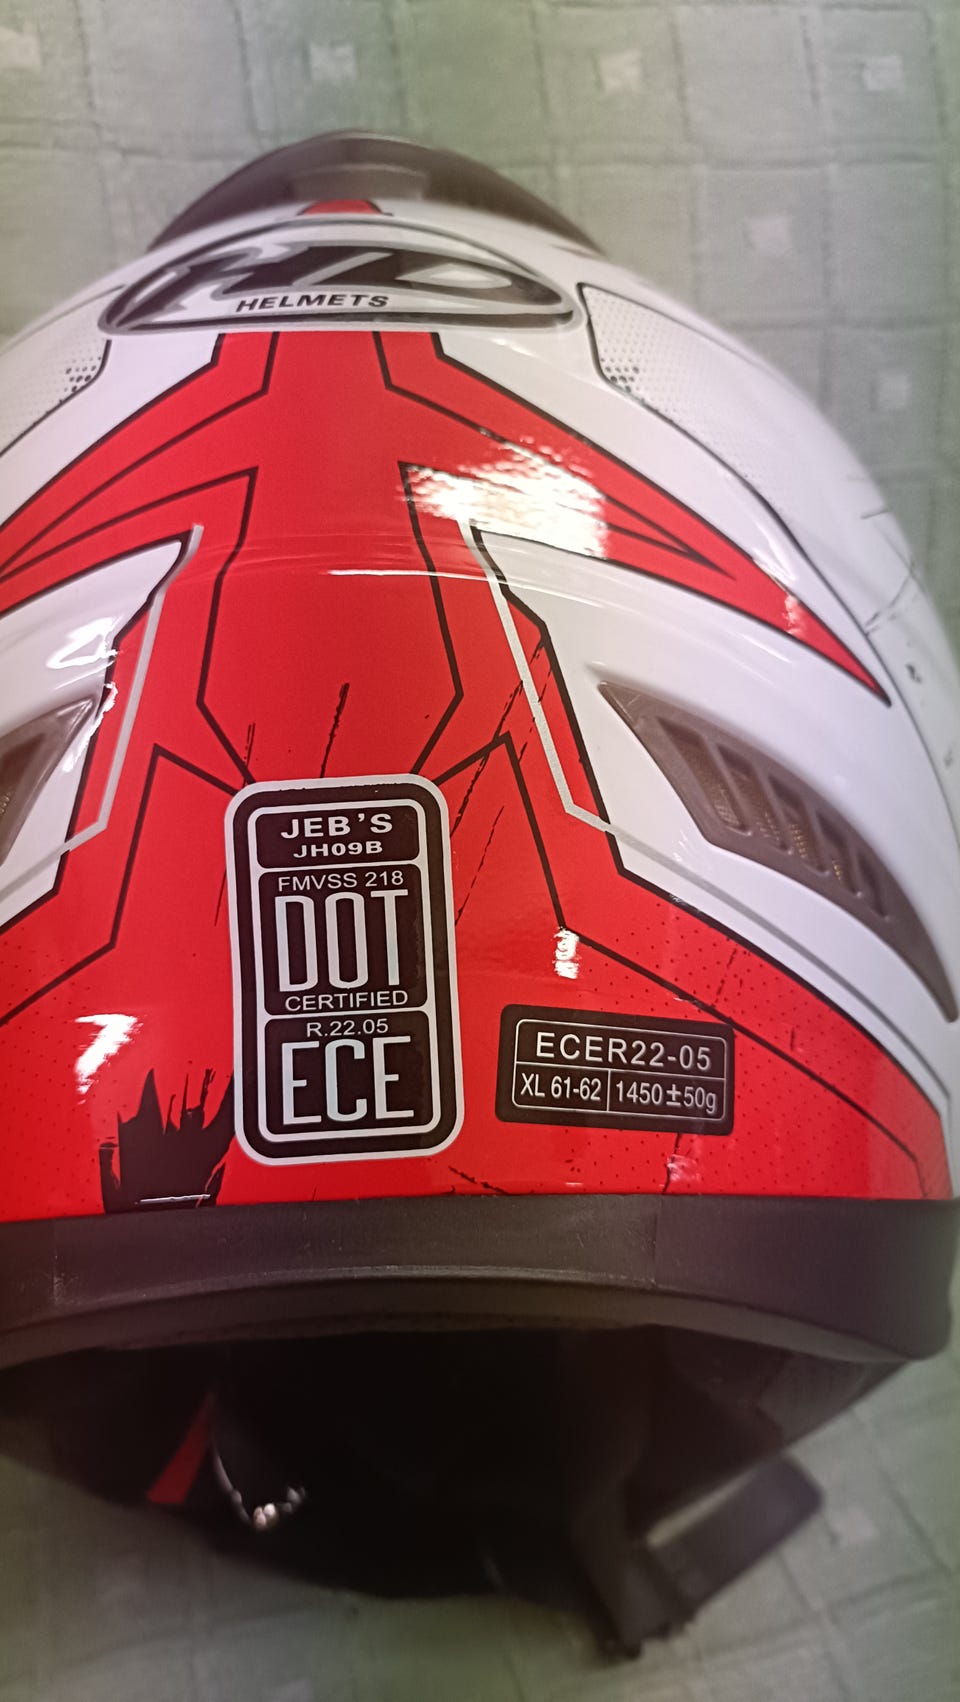 HELMETS
JEB'S
JH09B
FMVSS 218
DOT
CERTIFIED
R.22.05
ECE
ECER22-05
XL 61-62 1450±50g